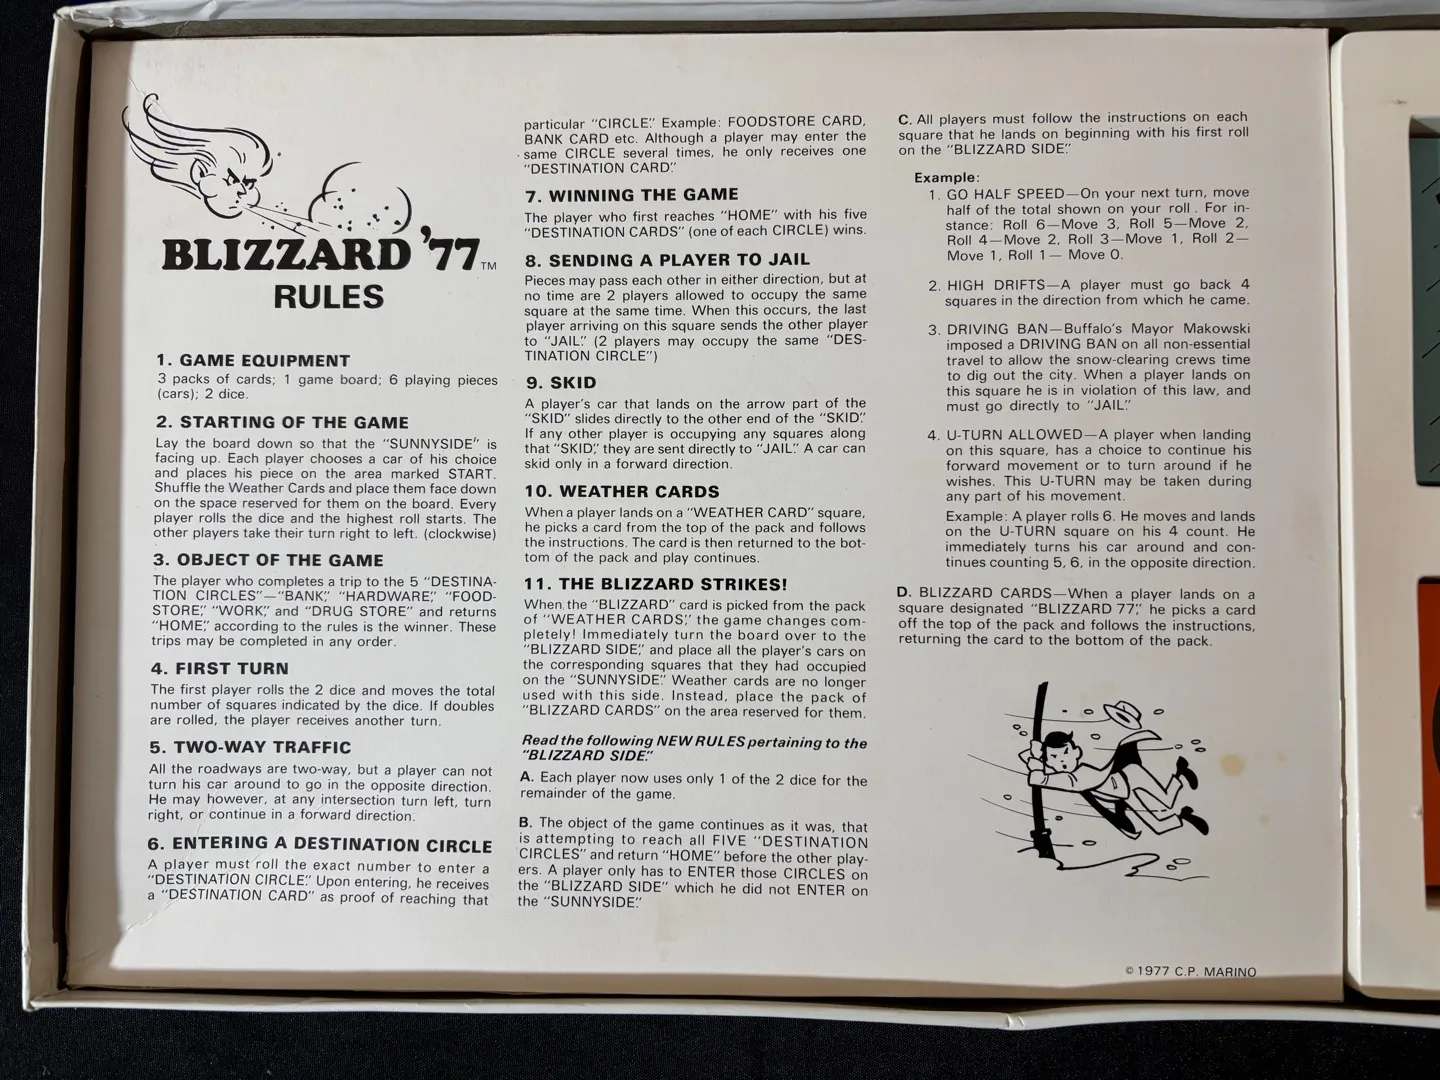 BLIZZARD '77™
RULES
1. GAME EQUIPMENT
3 packs of cards; 1 game board; 6 playing pieces
(cars); 2 dice.
2. STARTING OF THE GAME
Lay the board down so that the "SUNNYSIDE" is
facing up. Each player chooses a car of his choice
and places his piece on the area marked START.
Shuffle the Weather Cards and place them face down
on the space reserved for them on the board. Every
player rolls the dice and the highest roll starts. The
other players take their turn right to left. (clockwise)
3. OBJECT OF THE GAME
The player who completes a trip to the 5 "DESTINA-
TION CIRCLES"—"BANK," "HARDWARE," "FOOD-
STORE," "WORK," and "DRUG STORE" and returns
"HOME," according to the rules is the winner. These
trips may be completed in any order.
4. FIRST TURN
The first player rolls the 2 dice and moves the total
number of squares indicated by the dice. If doubles
are rolled, the player receives another turn.
5. TWO-WAY TRAFFIC
All the roadways are two-way, but a player can not
turn his car around to go in the opposite direction.
He may however, at any intersection turn left, turn
right, or continue in a forward direction.
6. ENTERING A DESTINATION CIRCLE
A player must roll the exact number to enter a
"DESTINATION CIRCLE." Upon entering, he receives
a "DESTINATION CARD" as proof of reaching that
particular "CIRCLE." Example: FOODSTORE CARD,
BANK CARD etc. Although a player may enter the
same CIRCLE several times, he only receives one
"DESTINATION CARD."
7. WINNING THE GAME
The player who first reaches "HOME" with his five
"DESTINATION CARDS" (one of each CIRCLE) wins.
8. SENDING A PLAYER TO JAIL
Pieces may pass each other in either direction, but at
no time are 2 players allowed to occupy the same
square at the same time. When this occurs, the last
player arriving on this square sends the other player
to "JAIL." (2 players may occupy the same "DES-
TINATION CIRCLE")
9. SKID
A player's car that lands on the arrow part of the
"SKID" slides directly to the other end of the "SKID."
If any other player is occupying any squares along
that "SKID," they are sent directly to "JAIL." A car can
skid only in a forward direction.
10. WEATHER CARDS
When a player lands on a "WEATHER CARD" square,
he picks a card from the top of the pack and follows
the instructions. The card is then returned to the bot-
tom of the pack and play continues.
11. THE BLIZZARD STRIKES!
When the "BLIZZARD" card is picked from the pack
of "WEATHER CARDS," the game changes com-
pletely! Immediately turn the board over to the
"BLIZZARD SIDE," and place all the player's cars on
the corresponding squares that they had occupied
on the "SUNNYSIDE." Weather cards are no longer
used with this side. Instead, place the pack of
"BLIZZARD CARDS" on the area reserved for them.
Read the following NEW RULES pertaining to the
"BLIZZARD SIDE."
A. Each player now uses only 1 of the 2 dice for the
remainder of the game.
B. The object of the game continues as it was, that
is attempting to reach all FIVE "DESTINATION
CIRCLES" and return "HOME" before the other play-
ers. A player only has to ENTER those CIRCLES on
the "BLIZZARD SIDE" which he did not ENTER on
the "SUNNYSIDE."
C. All players must follow the instructions on each
square that he lands on beginning with his first roll
on the "BLIZZARD SIDE."
Example:
1. GO HALF SPEED—On your next turn, move
half of the total shown on your roll . For in-
stance: Roll 6—Move 3, Roll 5—Move 2,
Roll 4—Move 2, Roll 3—Move 1, Roll 2—
Move 1, Roll 1— Move 0.
2. HIGH DRIFTS—A player must go back 4
squares in the direction from which he came.
3. DRIVING BAN—Buffalo's Mayor Makowski
imposed a DRIVING BAN on all non-essential
travel to allow the snow-clearing crews time
to dig out the city. When a player lands on
this square he is in violation of this law, and
must go directly to "JAIL."
4. U-TURN ALLOWED—A player when landing
on this square, has a choice to continue his
forward movement or to turn around if he
wishes. This U-TURN may be taken during
any part of his movement.
Example: A player rolls 6. He moves and lands
on the U-TURN square on his 4 count. He
immediately turns his car around and con-
tinues counting 5, 6, in the opposite direction.
D. BLIZZARD CARDS—When a player lands on a
square designated "BLIZZARD 77," he picks a card
off the top of the pack and follows the instructions,
returning the card to the bottom of the pack.
© 1977 C.P. MARINO